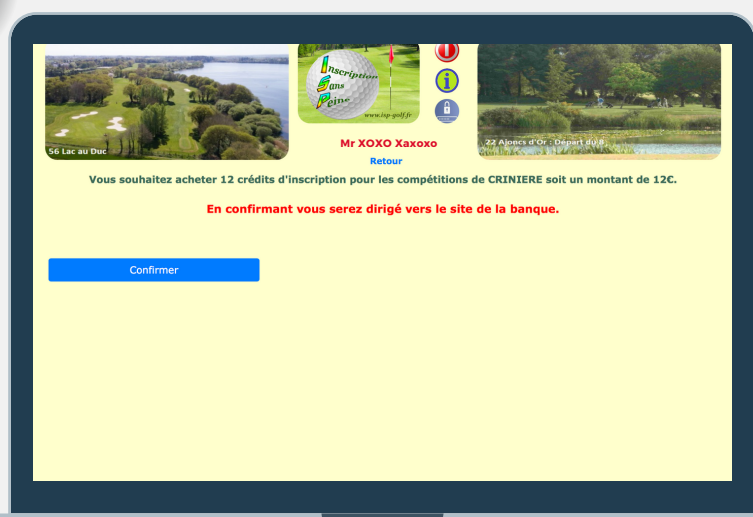 Inscription
Sans
Peine
www.isp-golf.fr
56 Lac au Duc
22 Ajoncs d'Or : Départ du 8
Mr XOXO Xaxoxo
Retour
Vous souhaitez acheter 12 crédits d'inscription pour les compétitions de CRINIERE soit un montant de 12€.
En confirmant vous serez dirigé vers le site de la banque.
Confirmer